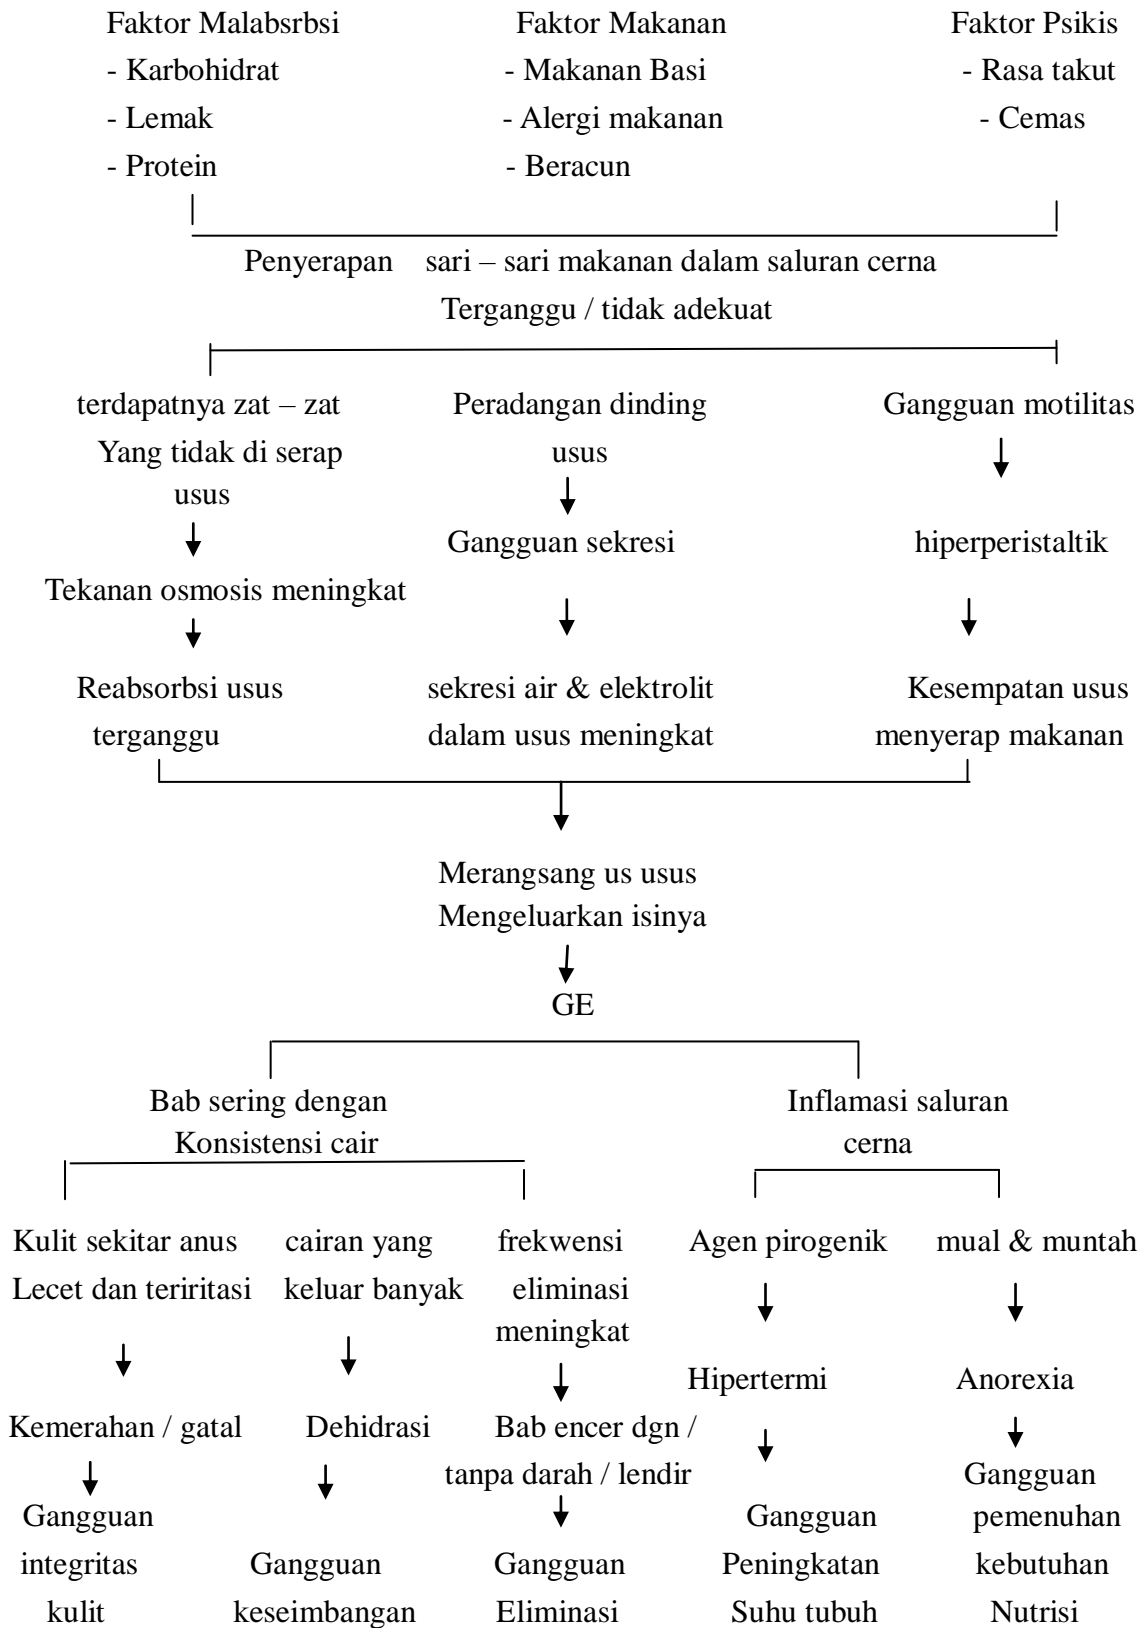 Faktor Malabsrbsi Faktor Makanan Faktor Psikis
- Karbohidrat - Makanan Basi - Rasa takut
- Lemak - Alergi makanan - Cemas
- Protein - Beracun
Penyerapan sari – sari makanan dalam saluran cerna
Terganggu / tidak adekuat
terdapatnya zat – zat Peradangan dinding Gangguan motilitas
Yang tidak di serap usus
usus
Gangguan sekresi hiperperistaltik
Tekanan osmosis meningkat
Reabsorbsi usus sekresi air & elektrolit Kesempatan usus
terganggu dalam usus meningkat menyerap makanan
Merangsang us usus
Mengeluarkan isinya
GE
Bab sering dengan Inflamasi saluran
Konsistensi cair cerna
Kulit sekitar anus cairan yang frekwensi Agen pirogenik mual & muntah
Lecet dan teriritasi keluar banyak eliminasi
meningkat
Hipertermi Anorexia
Kemerahan / gatal Dehidrasi Bab encer dgn /
tanpa darah / lendir Gangguan
Gangguan Gangguan pemenuhan
integritas Gangguan Gangguan Peningkatan kebutuhan
kulit keseimbangan Eliminasi Suhu tubuh Nutrisi